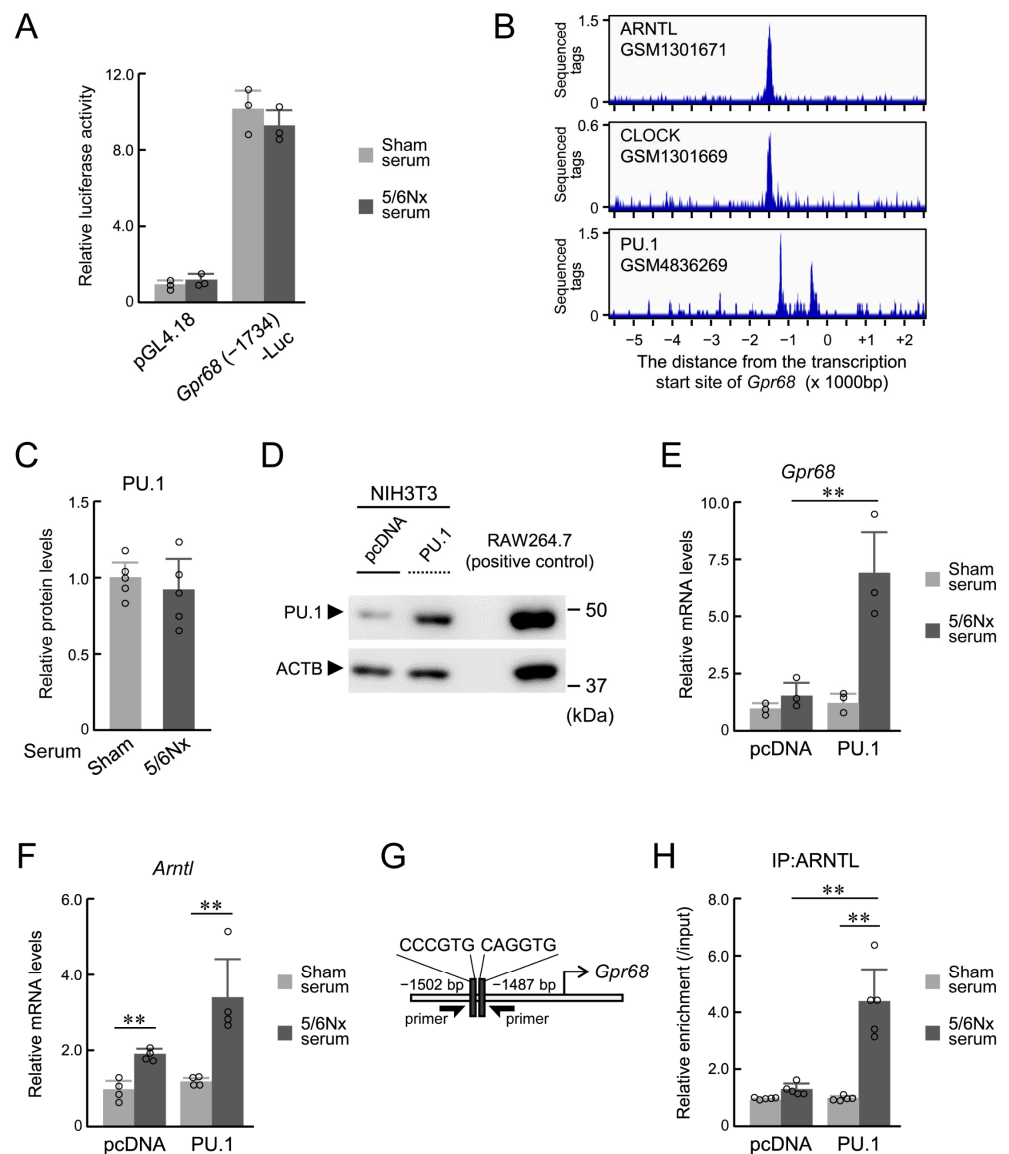 A
Relative luciferase activity
12.0
8.0
4.0
0
pGL4.18
Gpr68 (−1734)
-Luc
Sham
serum
5/6Nx
serum
B
Sequenced
tags
1.5
0
ARNTL
GSM1301671
Sequenced
tags
0.6
0
CLOCK
GSM1301669
Sequenced
tags
1.5
0
PU.1
GSM4836269
−5 −4 −3 −2 −1 0 +1 +2
The distance from the transcription
start site of Gpr68 (x 1000bp)
C
PU.1
Relative protein levels
1.5
1.0
0.5
0
Serum Sham 5/6Nx
D
NIH3T3
pcDNA PU.1
RAW264.7
(positive control)
PU.1
50
ACTB
37
(kDa)
E
Gpr68
**
Relative mRNA levels
10.0
7.5
5.0
2.5
0
pcDNA PU.1
Sham
serum
5/6Nx
serum
F
Arntl
**
**
Relative mRNA levels
6.0
4.0
2.0
0
pcDNA PU.1
Sham
serum
5/6Nx
serum
G
CCCGTG CAGGTG
−1502 bp −1487 bp
Gpr68
primer primer
H
IP:ARNTL
**
**
Relative enrichment (/input)
8.0
6.0
4.0
2.0
0
pcDNA PU.1
Sham
serum
5/6Nx
serum